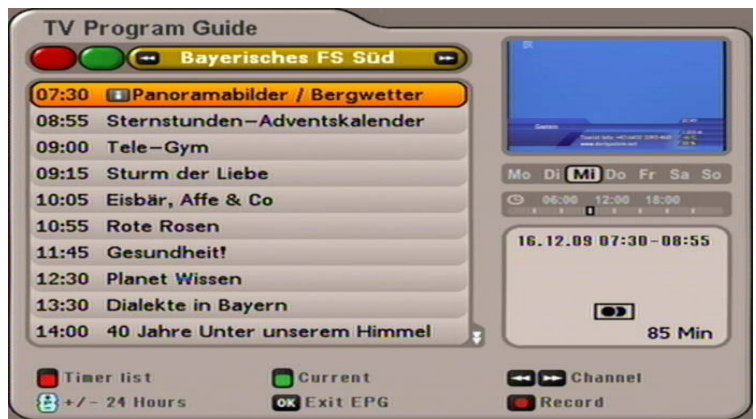 TV Program Guide
Bayerisches FS Süd
07:30 Panoramabilder / Bergwetter
08:55 Sternstunden-Adventskalender
09:00 Tele-Gym
09:15 Sturm der Liebe
10:05 Eisbär, Affe & Co
10:55 Rote Rosen
11:45 Gesundheit!
12:30 Planet Wissen
13:30 Dialekte in Bayern
14:00 40 Jahre Unter unserem Himmel
Mo Di Mi Do Fr Sa So
06:00 12:00 18:00
16.12.09 07:30-08:55
85 Min
Timer list Current Channel
+/- 24 Hours OK Exit EPG Record